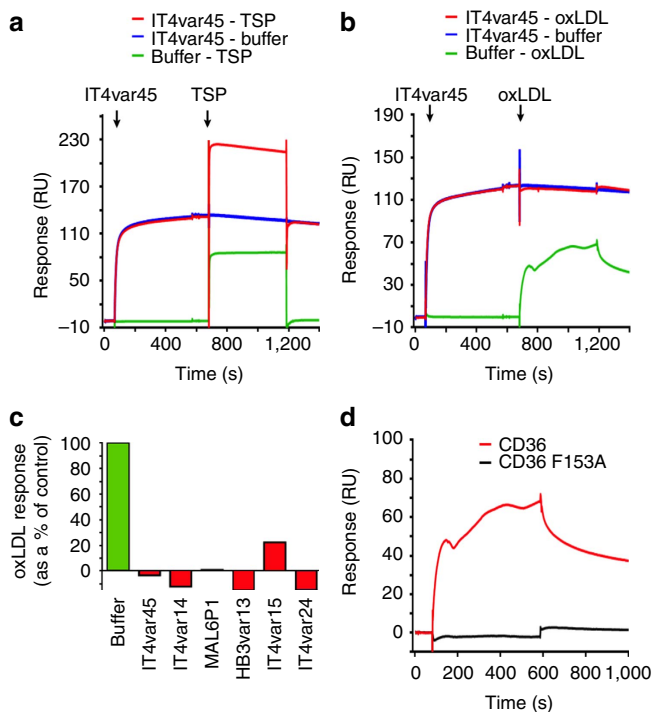 a
IT4var45 - TSP
IT4var45 - buffer
Buffer - TSP
IT4var45
TSP
Response (RU)
230
170
110
50
−10
0
400
800
1,200
Time (s)
b
IT4var45 - oxLDL
IT4var45 - buffer
Buffer - oxLDL
IT4var45
oxLDL
Response (RU)
190
150
110
70
30
−10
0
400
800
1,200
Time (s)
c
oxLDL response
(as a % of control)
100
80
60
40
20
0
Buffer
IT4var45
IT4var14
MAL6P1
HB3var13
IT4var15
IT4var24
d
CD36
CD36 F153A
Response (RU)
100
80
60
40
20
0
0
200
400
600
800
1,000
Time (s)